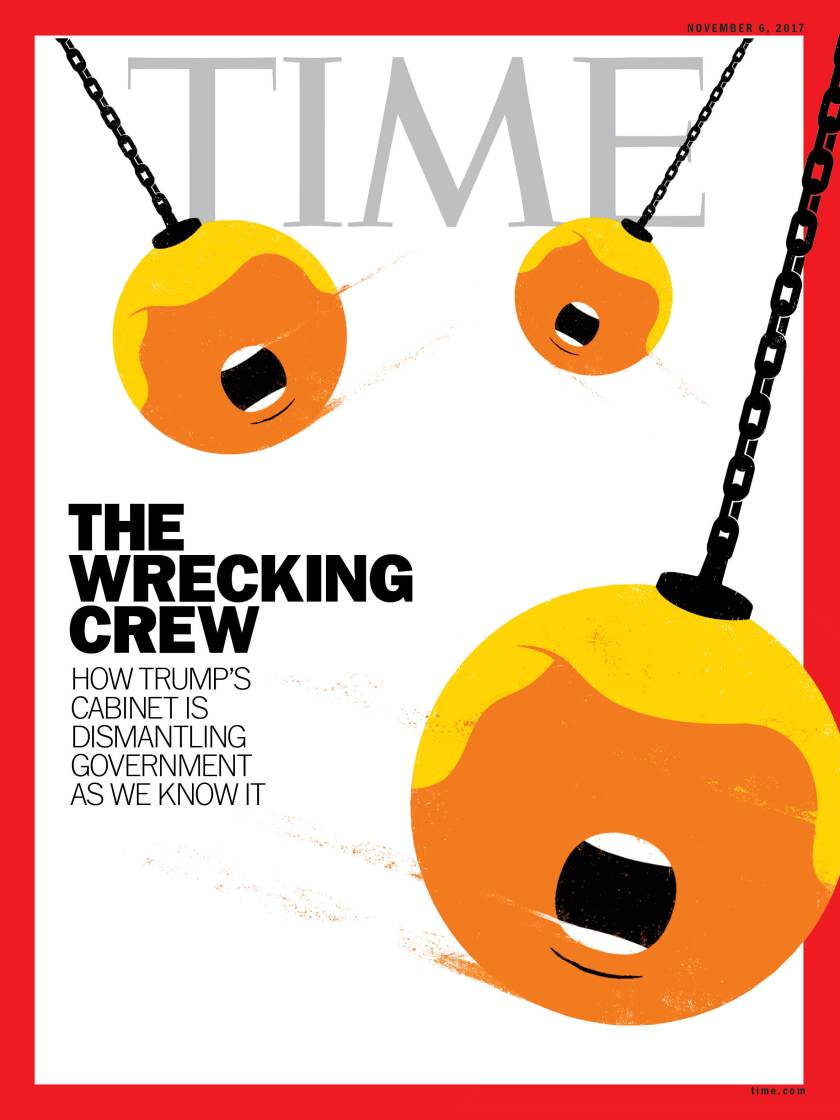 NOVEMBER 6, 2017
TIME
THE
WRECKING
CREW
HOW TRUMP'S
CABINET IS
DISMANTLING
GOVERNMENT
AS WE KNOW IT
time.com